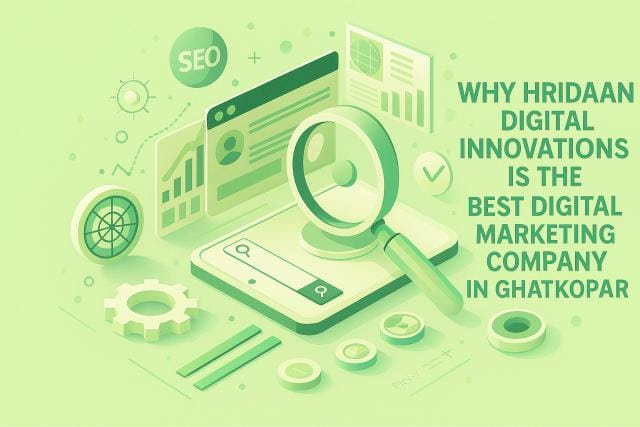 SEO
WHY HRIDAAN
DIGITAL
INNOVATIONS
IS THE
BEST DIGITAL
MARKETING
COMPANY
IN GHATKOPAR